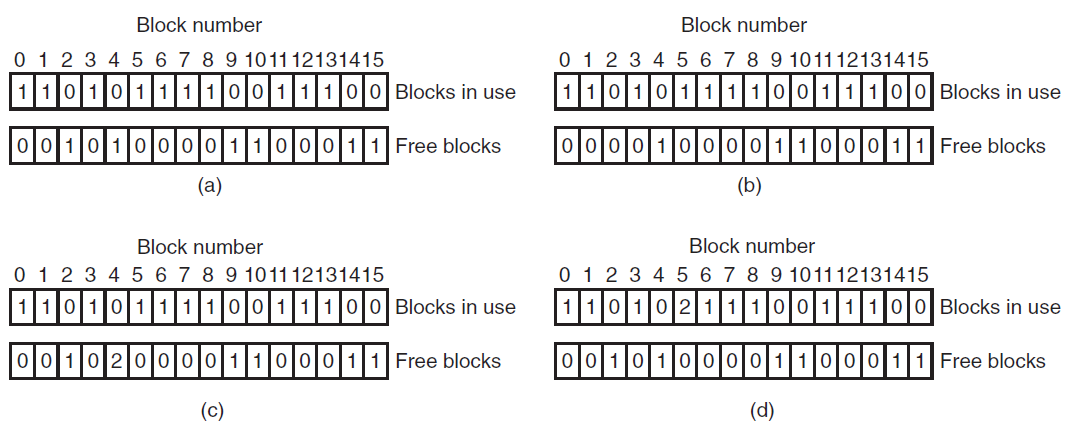 Block number
0 1 2 3 4 5 6 7 8 9 10 11 12 13 14 15
1 1 0 1 0 1 1 1 1 0 0 1 1 1 0 0 Blocks in use
0 0 1 0 1 0 0 0 0 1 1 0 0 0 1 1 Free blocks
(a)
Block number
0 1 2 3 4 5 6 7 8 9 10 11 12 13 14 15
1 1 0 1 0 1 1 1 1 0 0 1 1 1 0 0 Blocks in use
0 0 0 0 1 0 0 0 0 1 1 0 0 0 1 1 Free blocks
(b)
Block number
0 1 2 3 4 5 6 7 8 9 10 11 12 13 14 15
1 1 0 1 0 1 1 1 1 0 0 1 1 1 0 0 Blocks in use
0 0 1 0 2 0 0 0 0 1 1 0 0 0 1 1 Free blocks
(c)
Block number
0 1 2 3 4 5 6 7 8 9 10 11 12 13 14 15
1 1 0 1 0 2 1 1 1 0 0 1 1 1 0 0 Blocks in use
0 0 1 0 1 0 0 0 0 1 1 0 0 0 1 1 Free blocks
(d)